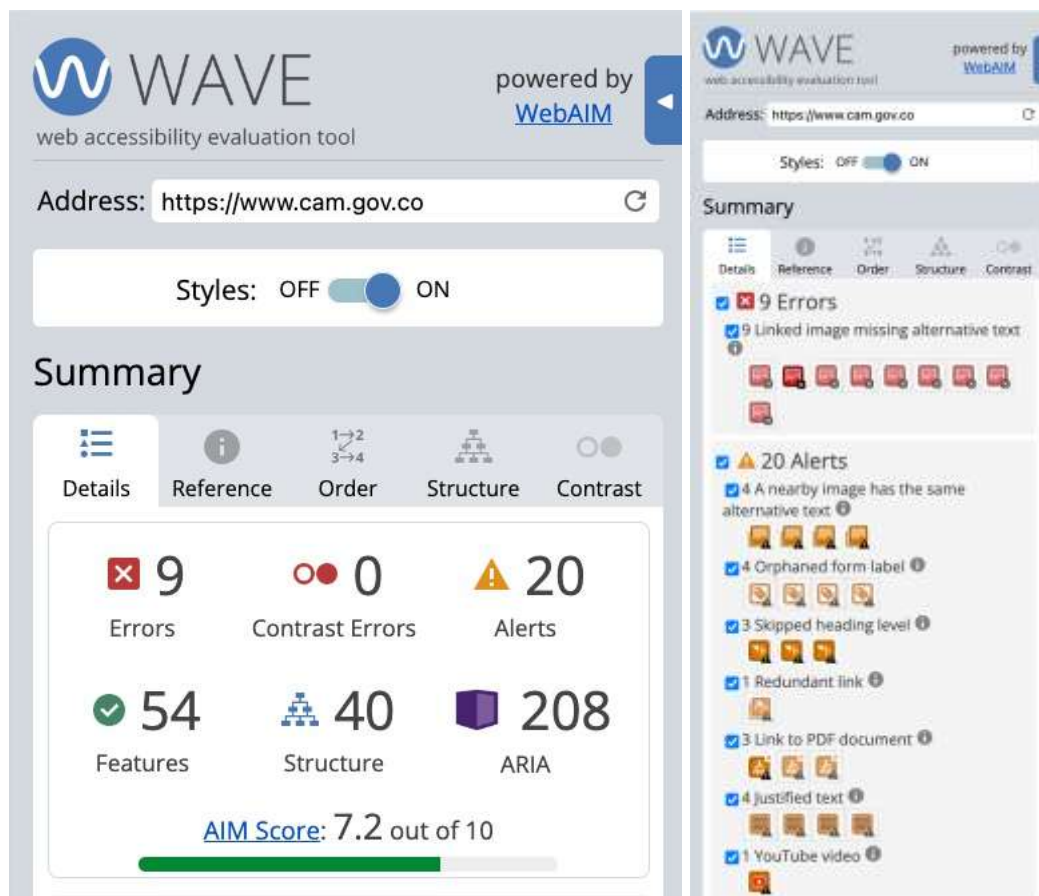 WAVE
powered by
WebAIM
web accessibility evaluation tool
Address: https://www.cam.gov.co
Styles: OFF ON
Summary
Details Reference Order Structure Contrast
9 0 20
Errors Contrast Errors Alerts
54 40 208
Features Structure ARIA
AIM Score: 7.2 out of 10
WAVE
powered by
WebAIM
web accessibility evaluation tool
Address: https://www.cam.gov.co
Styles: OFF ON
Summary
Details Reference Order Structure Contrast
9 Errors
9 Linked image missing alternative text
20 Alerts
4 A nearby image has the same
alternative text
4 Orphaned form label
3 Skipped heading level
1 Redundant link
3 Link to PDF document
4 Justified text
1 YouTube video